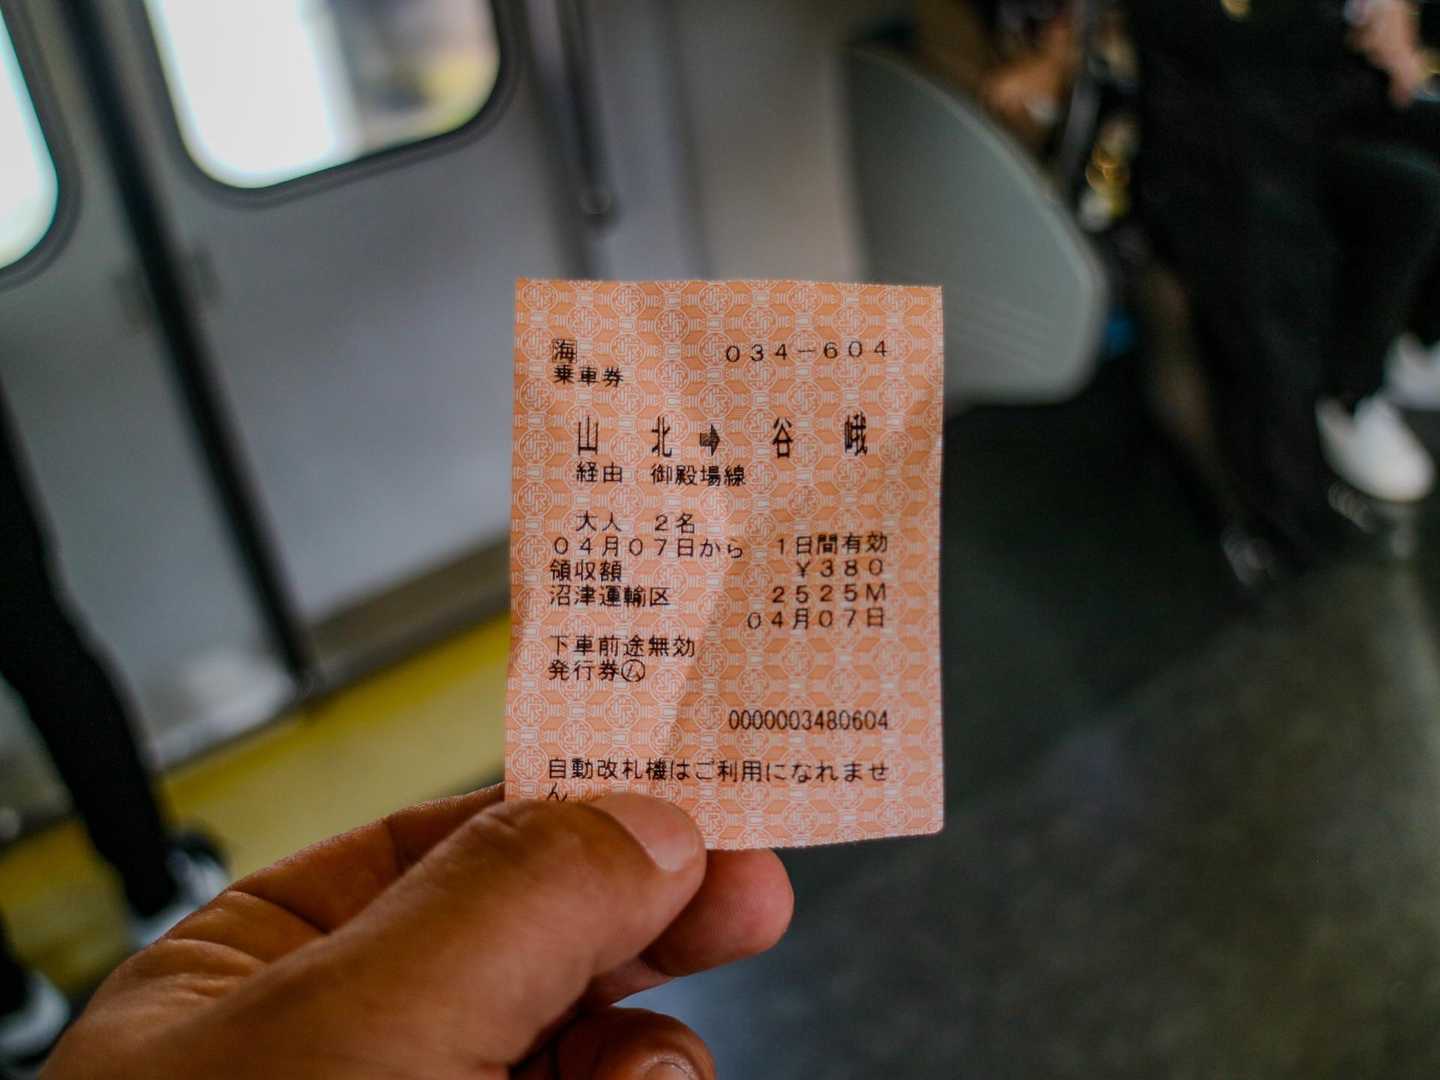 海 034-604
乗車券
山北➡谷峨
経由 御殿場線
大人 2名
04月07日から 1日間有効
領収額 ¥380
沼津運輸区 2525M
04月07日
下車前途無効
発行券Ⓐ
0000003480604
自動改札機はご利用になれませ
ん